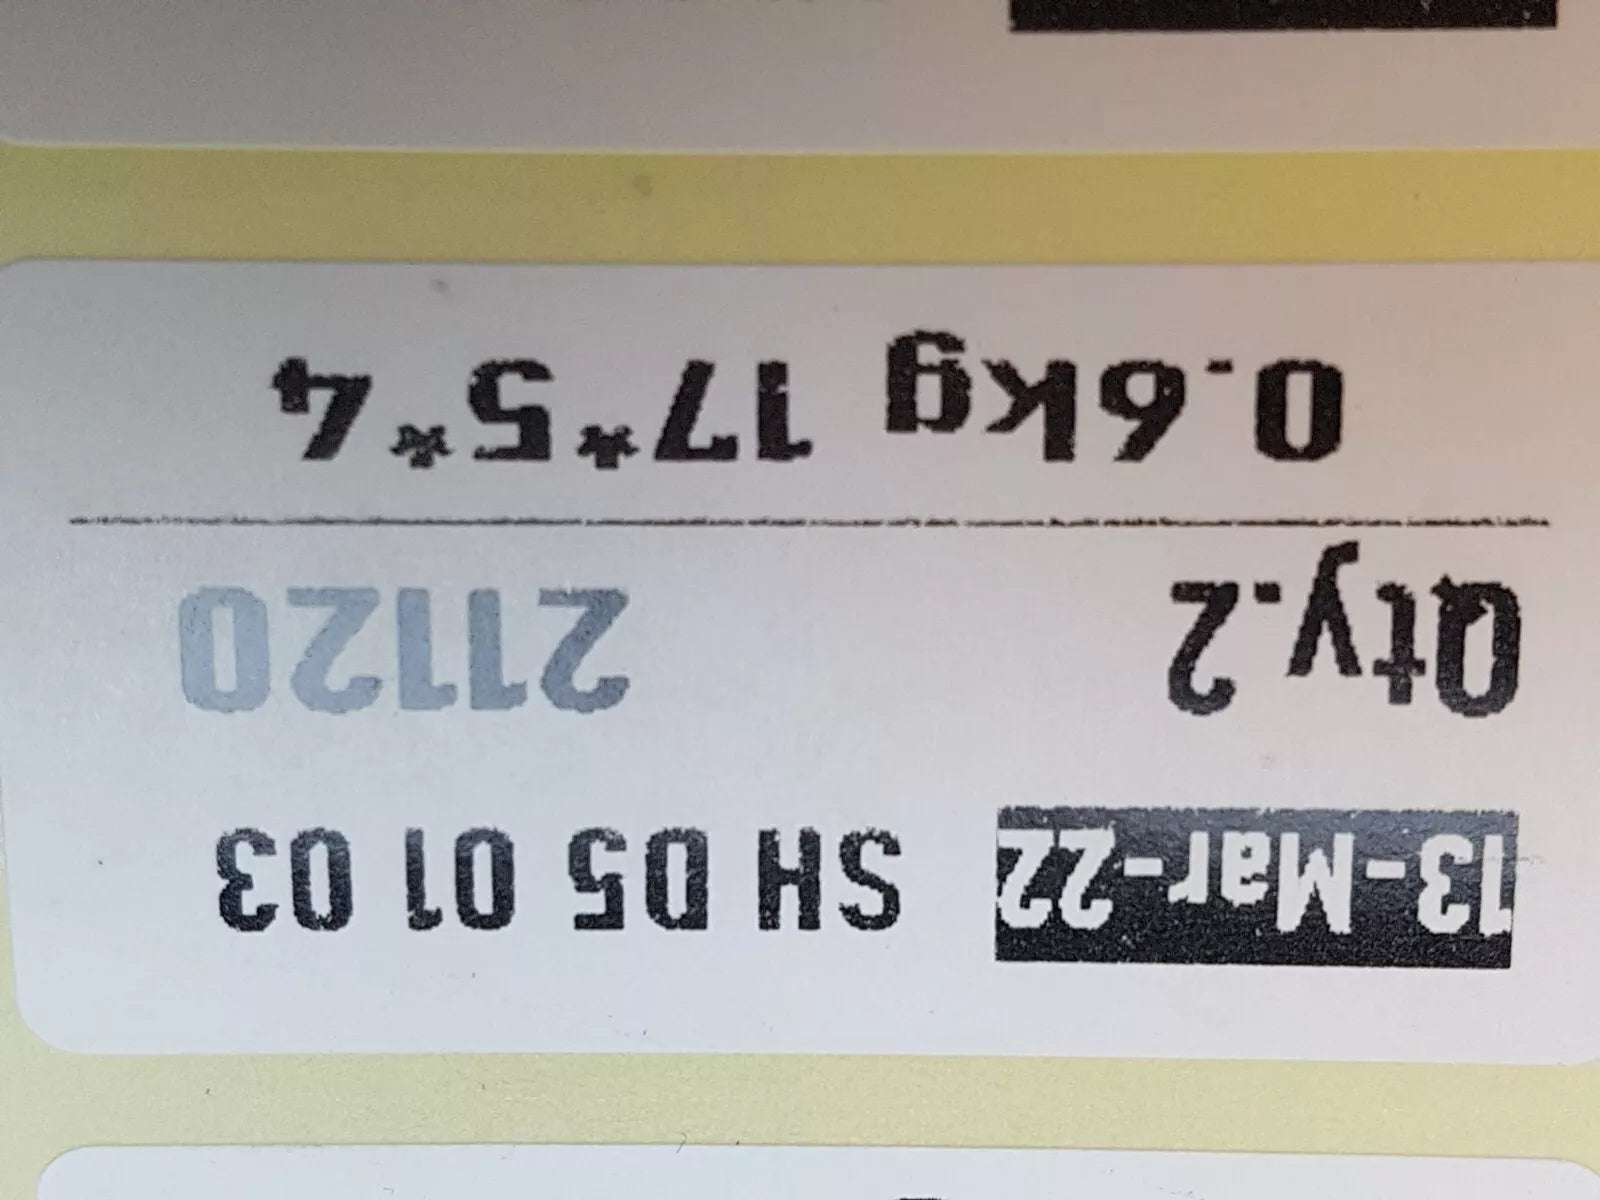 13-Mar-22 SH D5 01 03
Qty.2 21120
0.6kg 17*5*4